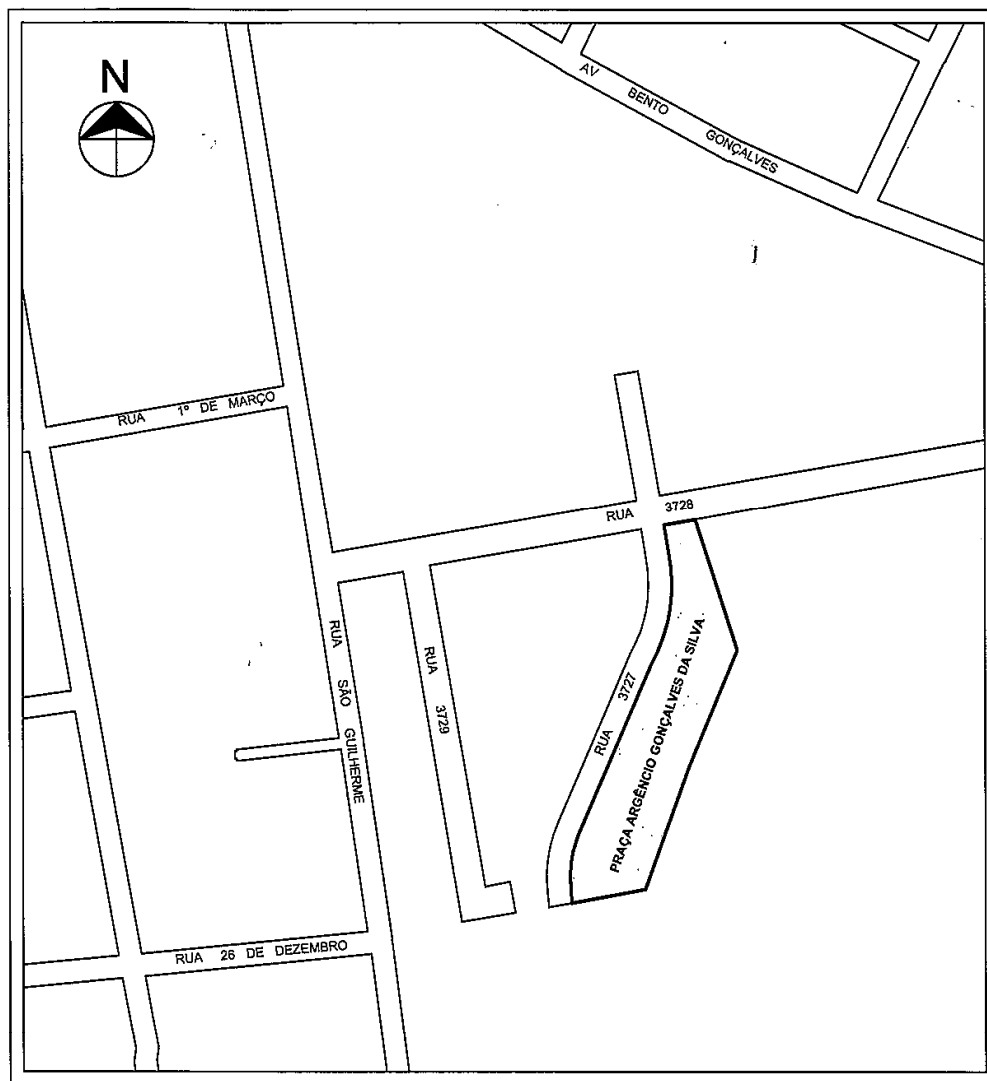 N
AV BENTO GONÇALVES
RUA 1º DE MARÇO
RUA 3728
RUA SÃO GUILHERME
RUA 3729
RUA 3727
PRAÇA ARGÊNCIO GONÇALVES DA SILVA
RUA 26 DE DEZEMBRO